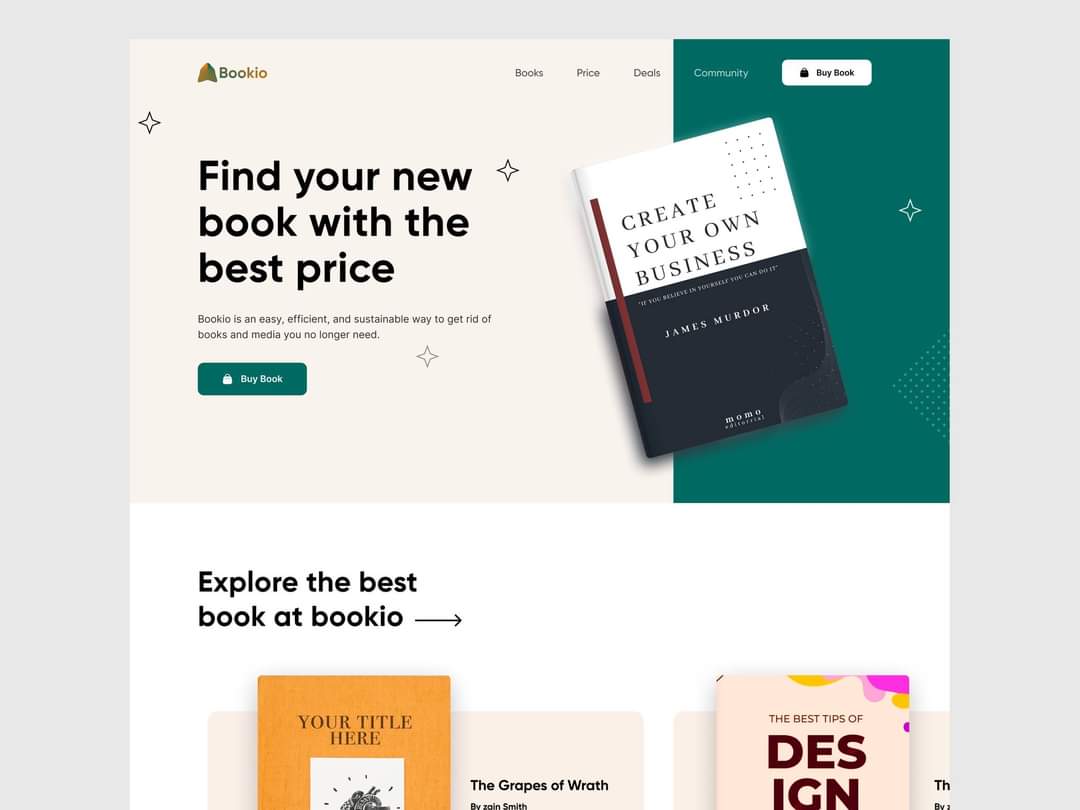 Bookio
Books
Price
Deals
Community
Buy Book
Find your new
book with the
best price
Bookio is an easy, efficient, and sustainable way to get rid of
books and media you no longer need.
Buy Book
CREATE
YOUR OWN
BUSINESS
"IF YOU BELIEVE IN YOURSELF YOU CAN DO IT"
JAMES MURDOR
momo
editorrial
Explore the best
book at bookio
YOUR TITLE
HERE
The Grapes of Wrath
By zain Smith
THE BEST TIPS OF
DES
IGN
Th
By